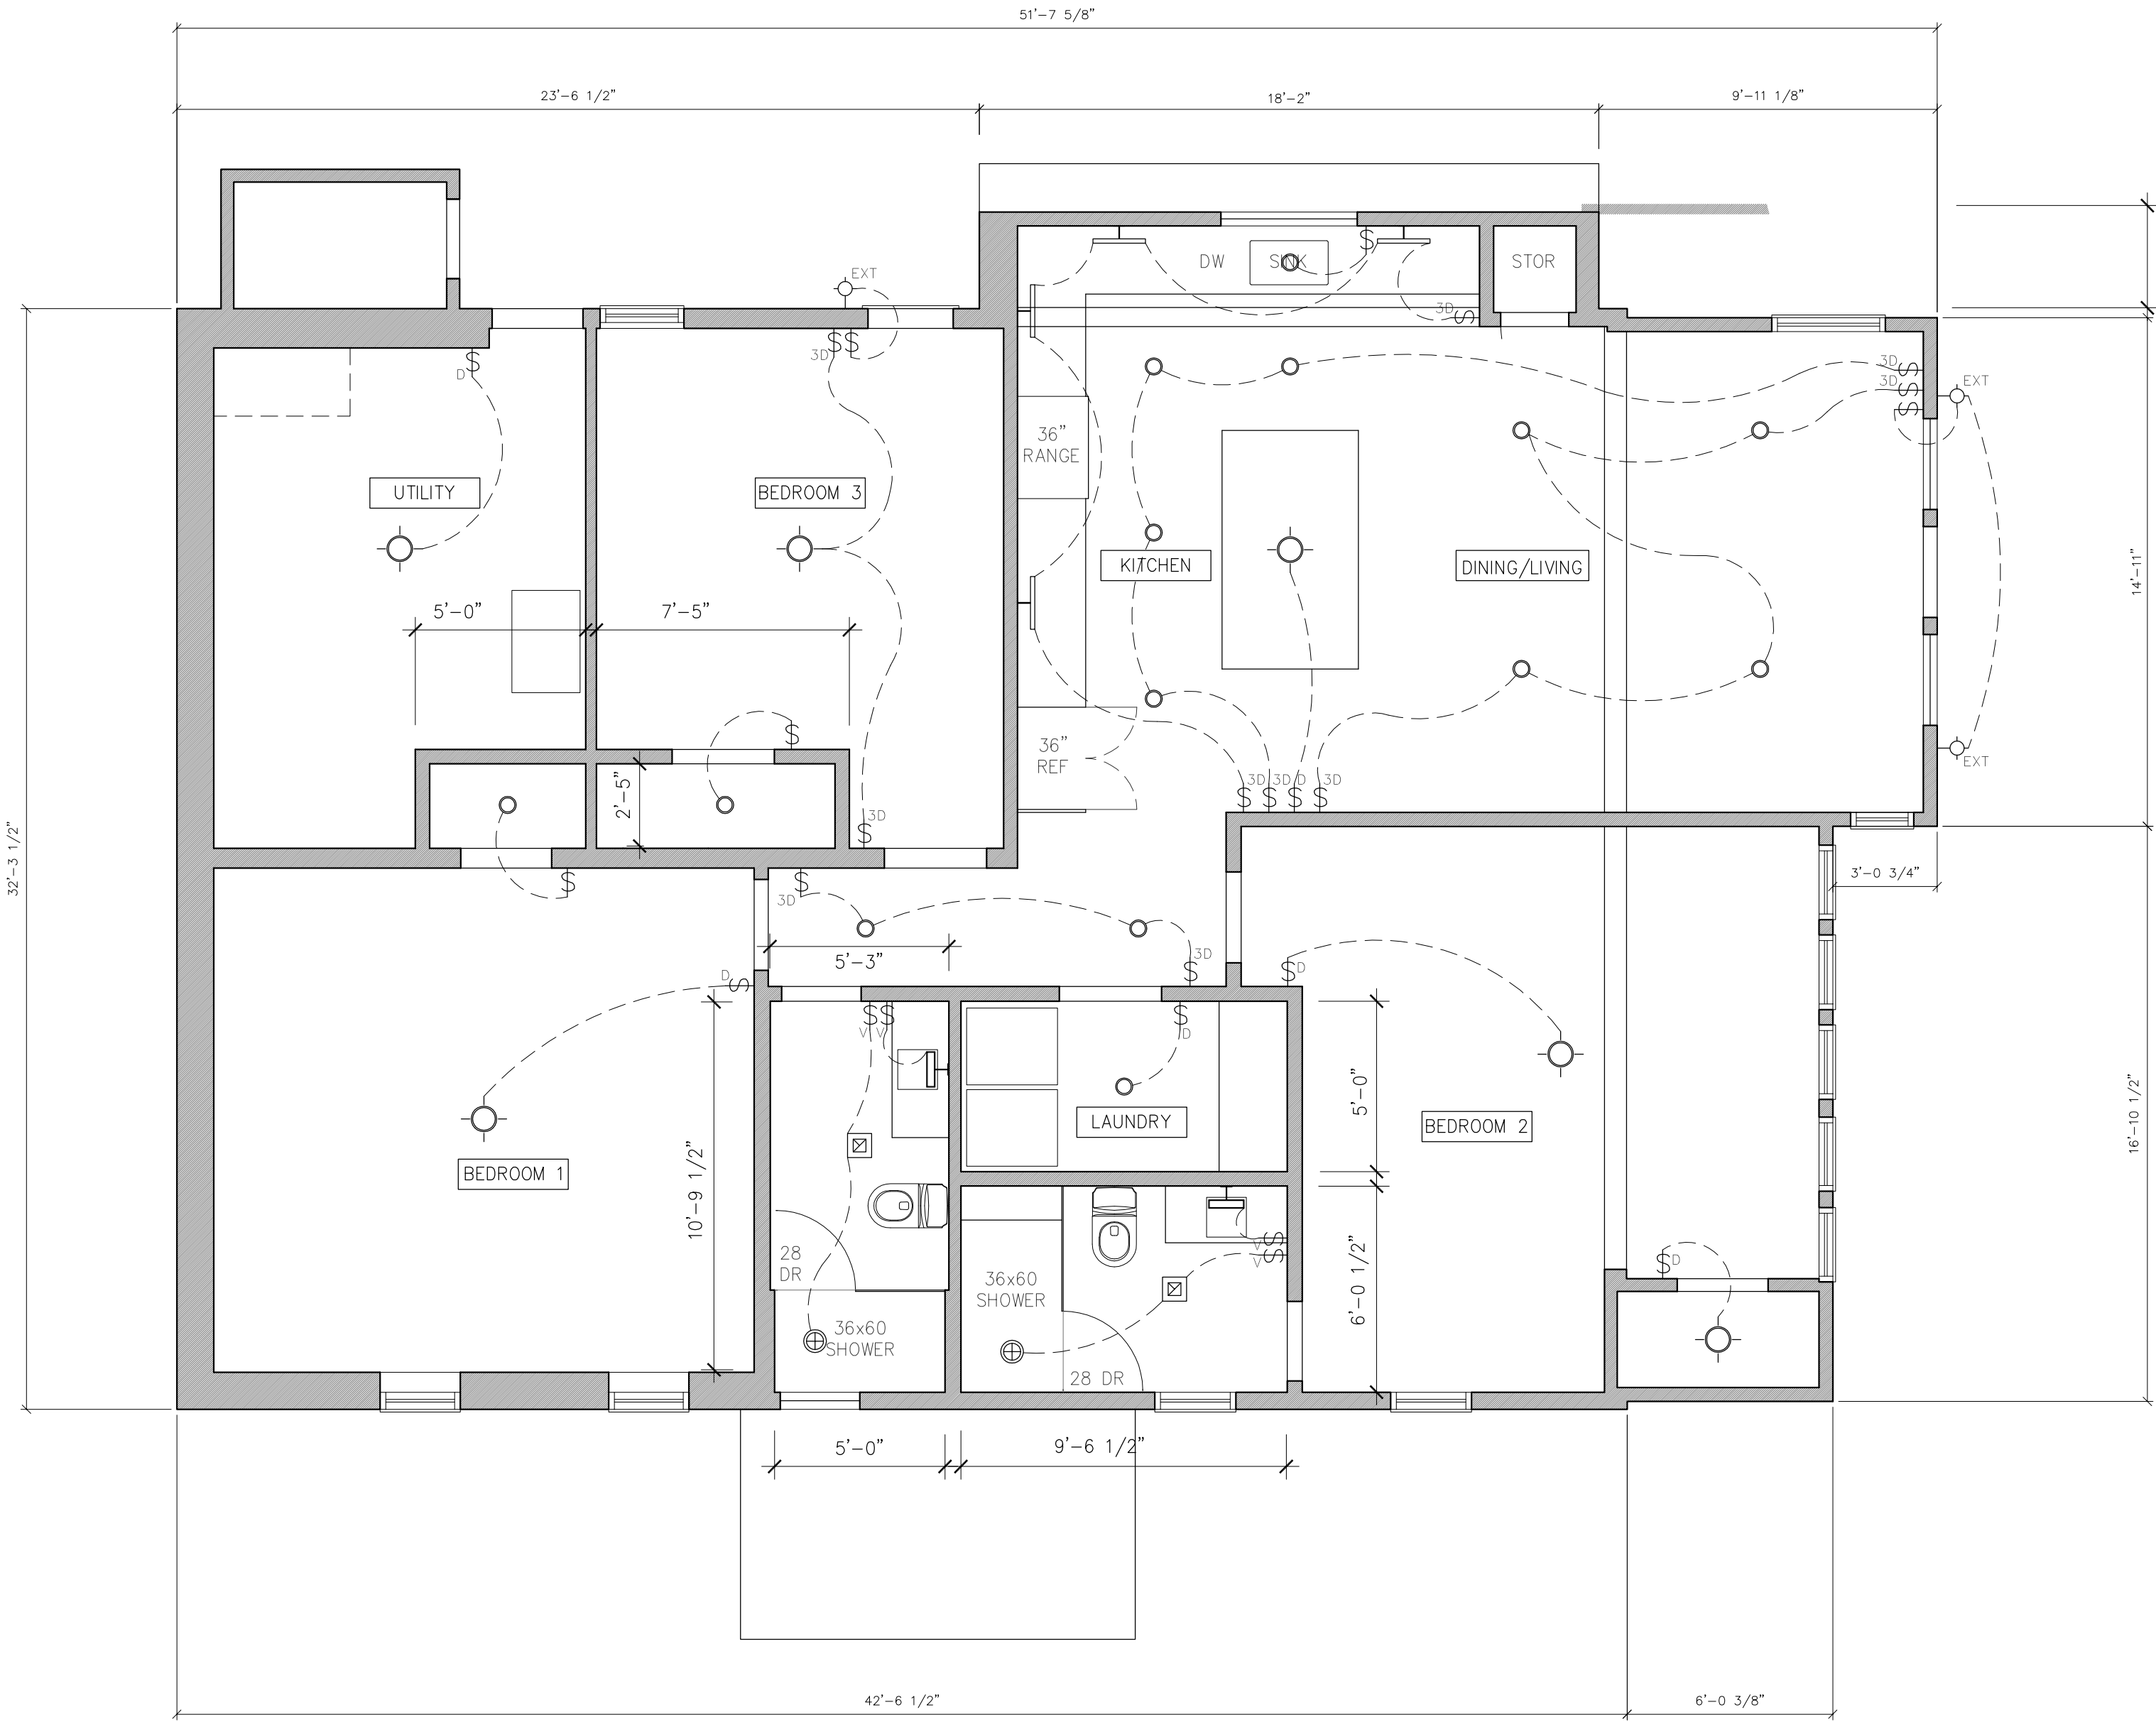 51'-7 5/8"
23'-6 1/2"
18'-2"
9'-11 1/8"
EXT
DW
SINK
STOR
$
3D
$
3D
$
$
D
$
3D
$
3D
$
$
EXT
36"
RANGE
UTILITY
BEDROOM 3
KITCHEN
DINING/LIVING
14'-11"
5'-0"
7'-5"
$
36"
REF
EXT
2'-5"
3D
$
3D
$
D
$
3D
$
3D
$
32'-3 1/2"
3'-0 3/4"
$
$
3D
5'-3"
3D
$
D
$
$
D
$
$
V
V
$
D
10'-9 1/2"
5'-0"
LAUNDRY
BEDROOM 2
16'-10 1/2"
BEDROOM 1
28
DR
36x60
SHOWER
$
V
$
V
6'-0 1/2"
$
D
36x60
SHOWER
28 DR
5'-0"
9'-6 1/2"
42'-6 1/2"
6'-0 3/8"